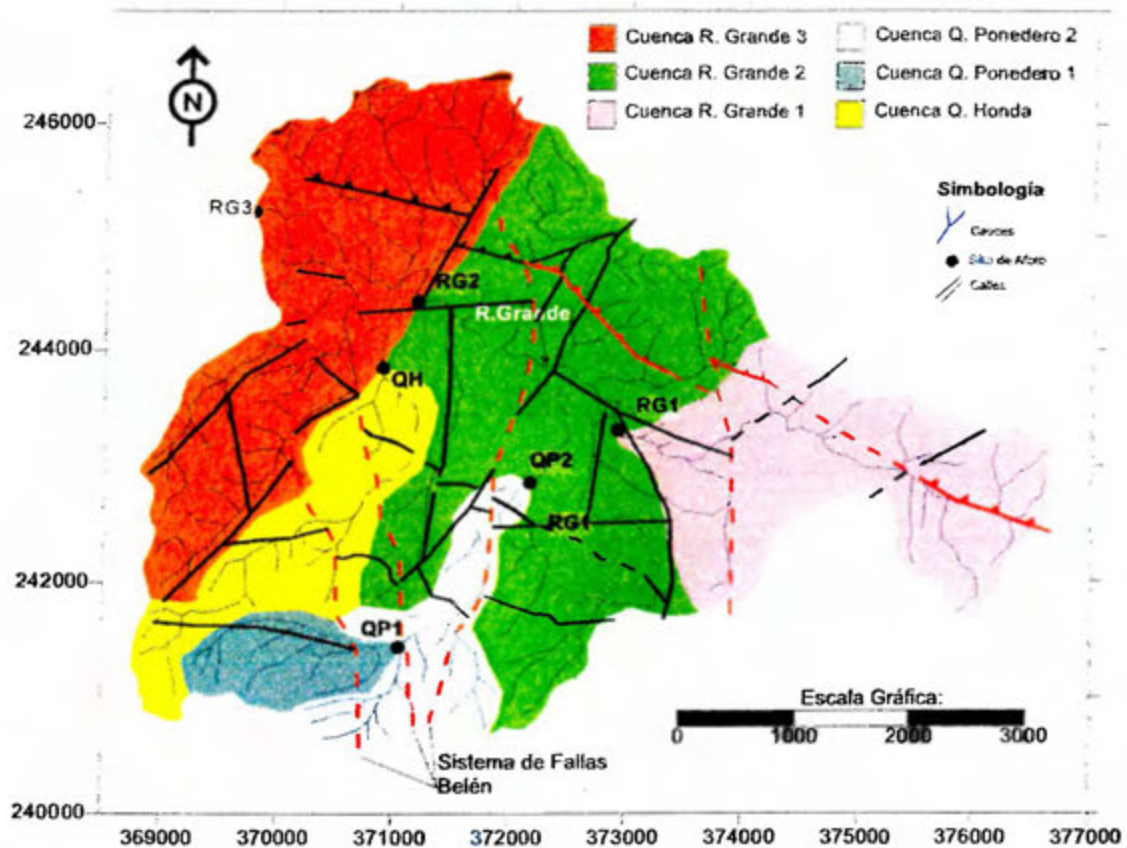 Cuenca R. Grande 3
Cuenca R. Grande 2
Cuenca R. Grande 1
Cuenca Q. Ponedero 2
Cuenca Q. Ponedero 1
Cuenca Q. Honda
N
Simbología
Cauces
Sitio de Aforo
Calles
RG3
RG2
R.Grande
QH
RG1
QP2
RG1
QP1
Escala Gráfica:
0 1000 2000 3000
Sistema de Fallas
Belén
246000
244000
242000
240000
369000 370000 371000 372000 373000 374000 375000 376000 377000